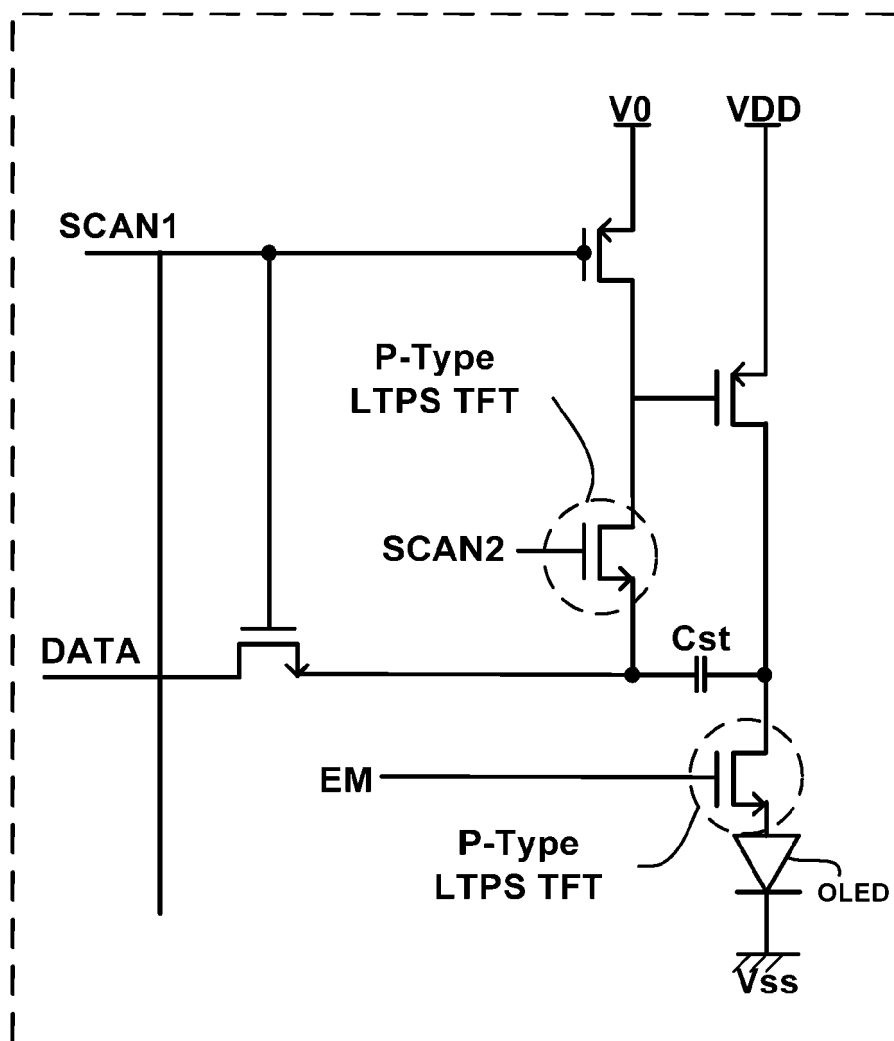 V0
VDD
SCAN1
P-Type
LTPS TFT
SCAN2
DATA
Cst
EM
P-Type
LTPS TFT
OLED
Vss